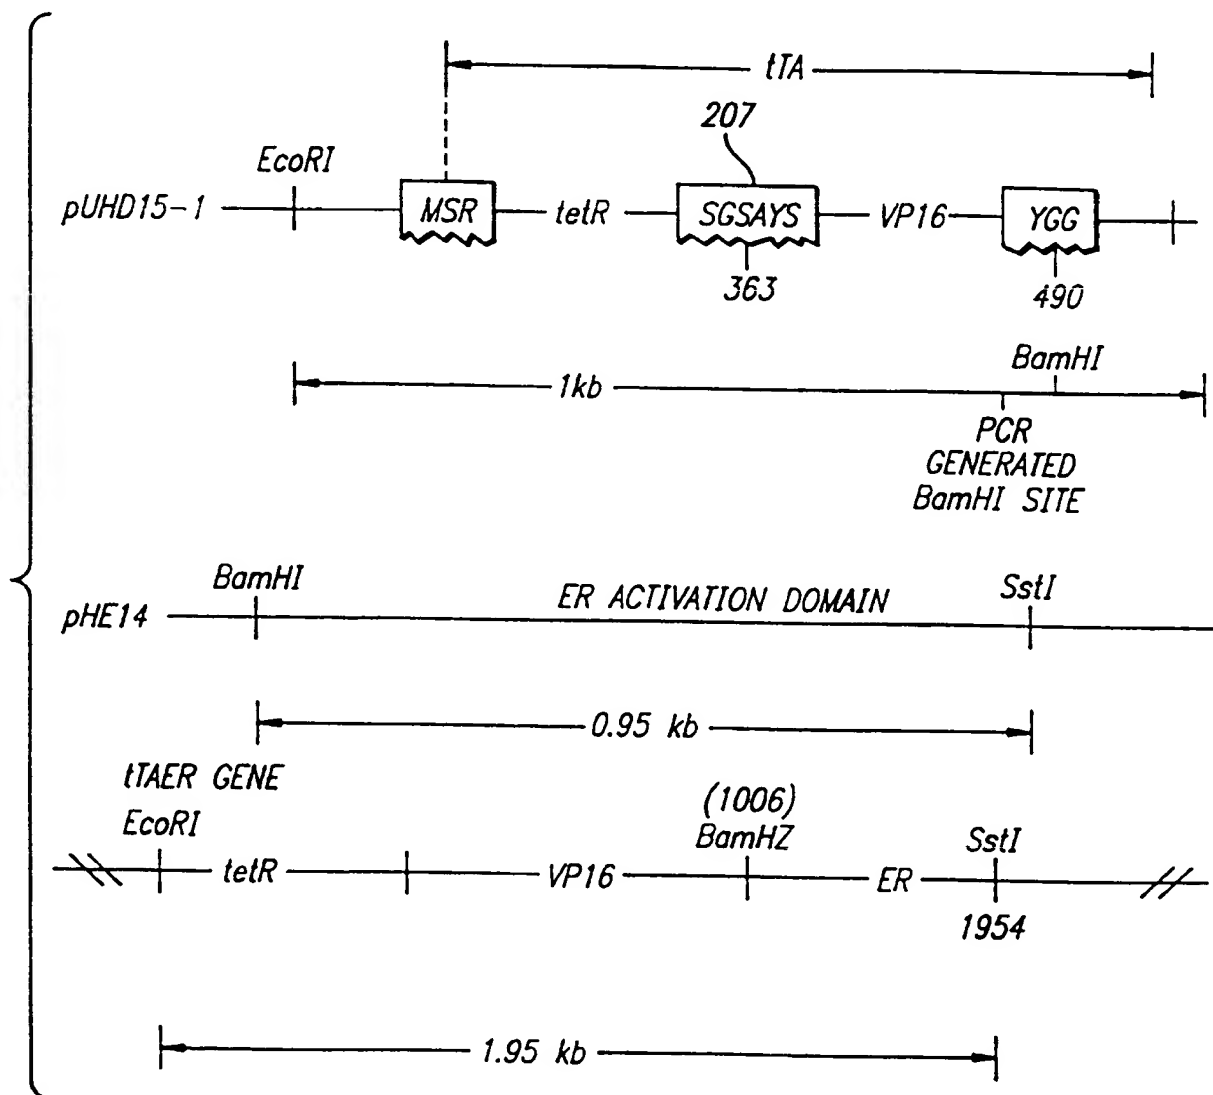 tTA
207
EcoRI
pUHD15-1 MSR tetR SGSAYS VP16 YGG
363 490
BamHI
1kb
PCR
GENERATED
BamHI SITE
BamHI ER ACTIVATION DOMAIN SstI
pHE14
0.95 kb
tTAER GENE
EcoRI
(1006)
BamHZ
SstI
tetR VP16 ER
1954
1.95 kb